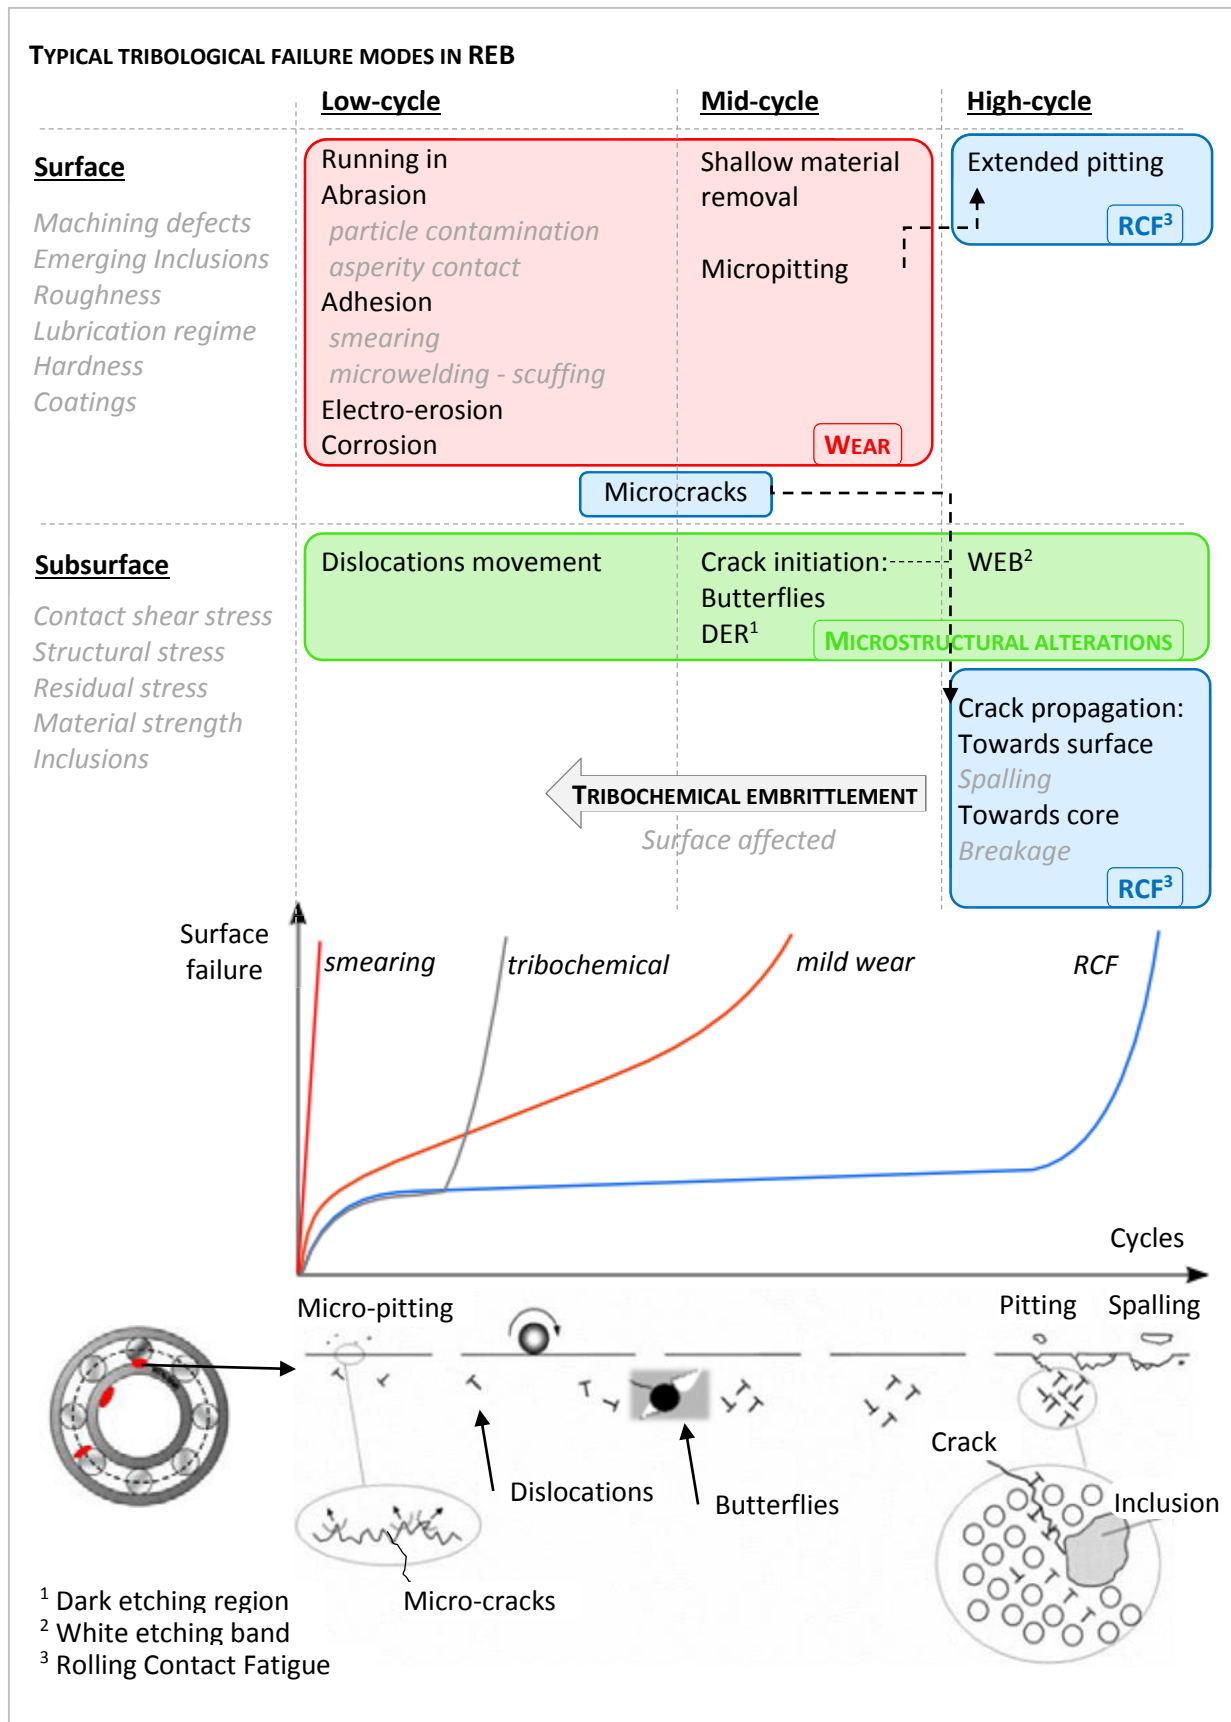 TYPICAL TRIBOLOGICAL FAILURE MODES IN REB
Low-cycle
Mid-cycle
High-cycle
Surface
Machining defects
Emerging Inclusions
Roughness
Lubrication regime
Hardness
Coatings
Running in
Abrasion
particle contamination
asperity contact
Adhesion
smearing
microwelding - scuffing
Electro-erosion
Corrosion
Shallow material
removal
Micropitting
WEAR
Extended pitting
RCF³
Microcracks
Subsurface
Contact shear stress
Structural stress
Residual stress
Material strength
Inclusions
Dislocations movement
Crack initiation:
Butterflies
DER¹
WEB²
MICROSTRUCTURAL ALTERATIONS
Crack propagation:
Towards surface
Spalling
Towards core
Breakage
RCF³
TRIBOCHEMICAL EMBRITTLEMENT
Surface affected
Surface
failure
smearing
tribochemical
mild wear
RCF
Cycles
Micro-pitting
Pitting
Spalling
Dislocations
Butterflies
Crack
Inclusion
Micro-cracks
¹ Dark etching region
² White etching band
³ Rolling Contact Fatigue